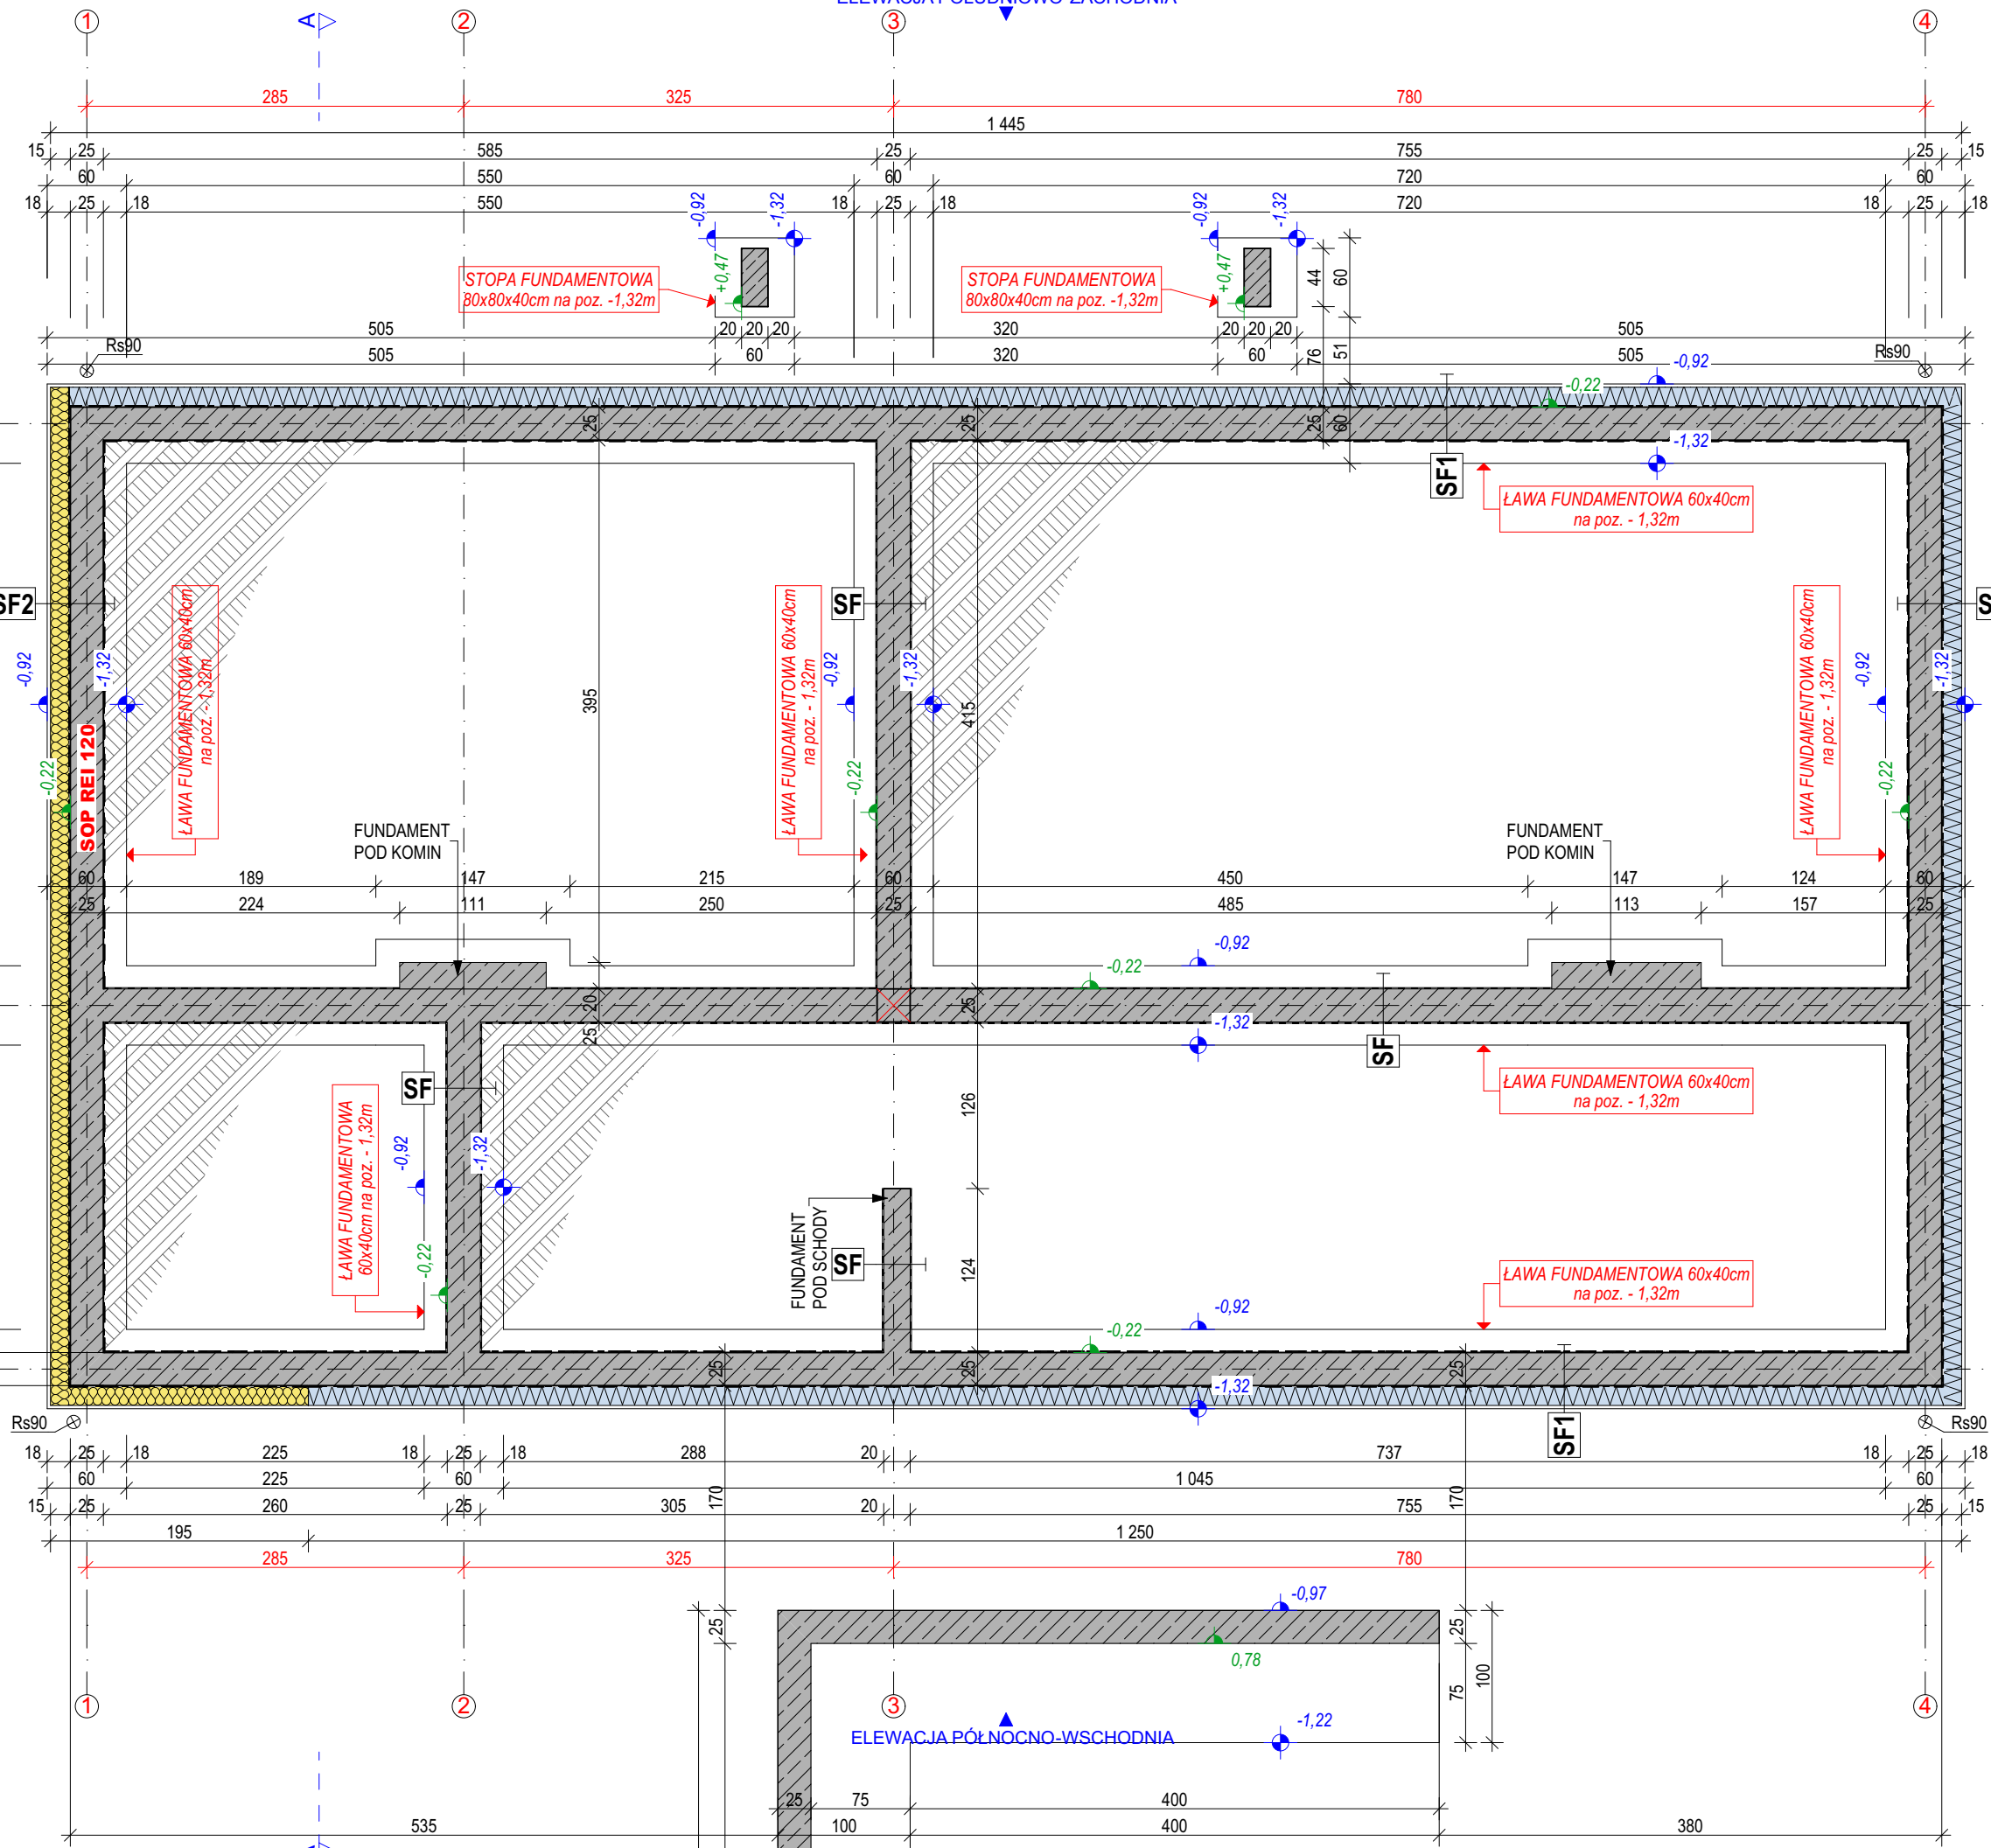 ELEWACJA POŁUDNIOWO-ZACHODNIA
1 A 2 3 4
285 325 780
1 445
15 25 585 25 755 25 15
60 550 60 720 60
18 25 18 550 18 25 18 720 18 25 18
-0,92 -1,32 -0,92 -1,32
STOPA FUNDAMENTOWA
80x80x40cm na poz. -1,32m
+0,47
STOPA FUNDAMENTOWA
80x80x40cm na poz. -1,32m
+0,47
44 60
505 20 20 20 320 20 20 20 505
Rs90 505 60 320 60 76 51 505 Rs90
-0,92
-0,22
25 25 25 60
-1,32
SF1
ŁAWA FUNDAMENTOWA 60x40cm
na poz. - 1,32m
SF2
SF
S
ŁAWA FUNDAMENTOWA 60x40cm
na poz. - 1,32m
ŁAWA FUNDAMENTOWA 60x40cm
na poz. - 1,32m
ŁAWA FUNDAMENTOWA 60x40cm
na poz. - 1,32m
-0,92 -1,32 395 -0,92 -1,32 415 -0,92 -1,32
-0,22 SOP REI 120 -0,22 -0,22
FUNDAMENT
POD KOMIN
FUNDAMENT
POD KOMIN
60 189 147 215 60 450 147 124 60
25 224 111 250 25 485 113 157 25
-0,92
-0,22
20 25
25
-1,32
SF
SF
ŁAWA FUNDAMENTOWA 60x40cm
na poz. - 1,32m
ŁAWA FUNDAMENTOWA
60x40cm na poz. - 1,32m
-0,92 -1,32
126
-0,22
FUNDAMENT
POD SCHODY
SF
124
ŁAWA FUNDAMENTOWA 60x40cm
na poz. - 1,32m
-0,92
-0,22
25 25 25
-1,32
Rs90
SF1
Rs90
18 25 18 225 18 25 18 288 20 737 18 25 18
60 225 60 170 1 045 170 60
15 25 260 25 305 20 755 25 15
195 1 250
285 325 780
-0,97
25 25
0,78
75 100
1 2 3 4
-1,22
ELEWACJA PÓŁNOCNO-WSCHODNIA
25 75 400
535 100 400 380
A